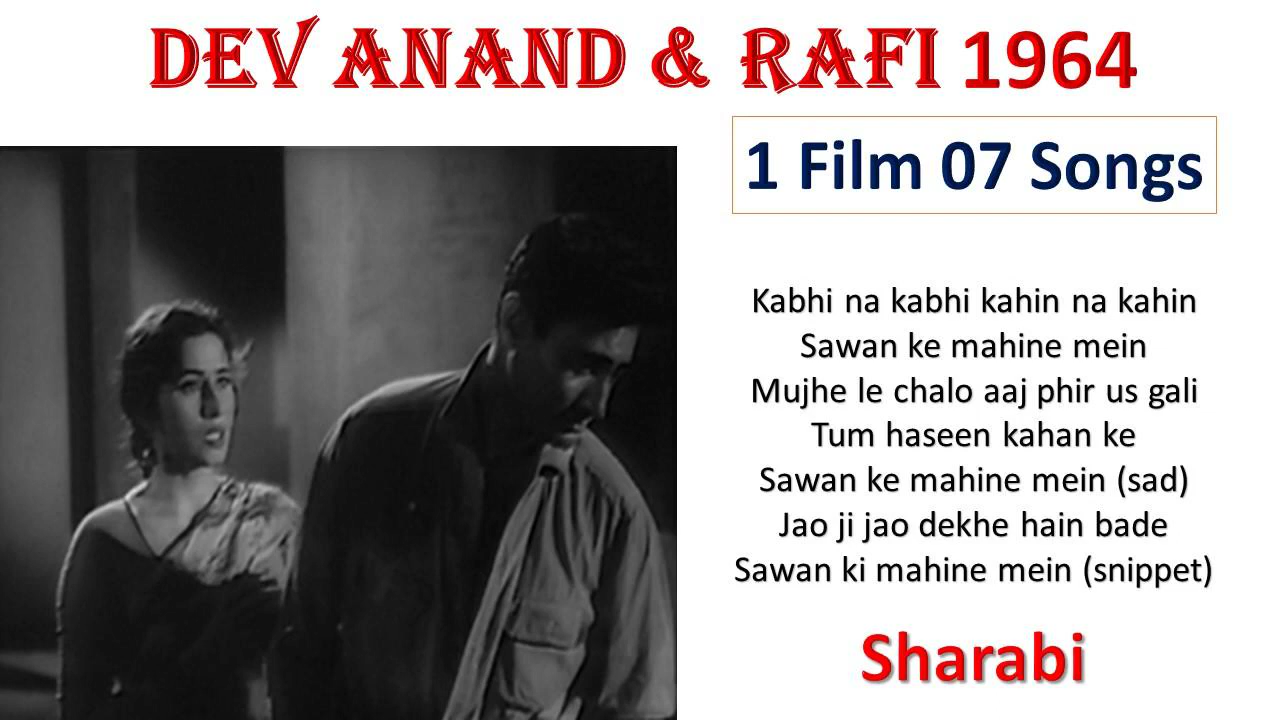 DEV ANAND & RAFI 1964
1 Film 07 Songs
Kabhi na kabhi kahin na kahin
Sawan ke mahine mein
Mujhe le chalo aaj phir us gali
Tum haseen kahan ke
Sawan ke mahine mein (sad)
Jao ji jao dekhe hain bade
Sawan ki mahine mein (snippet)
Sharabi